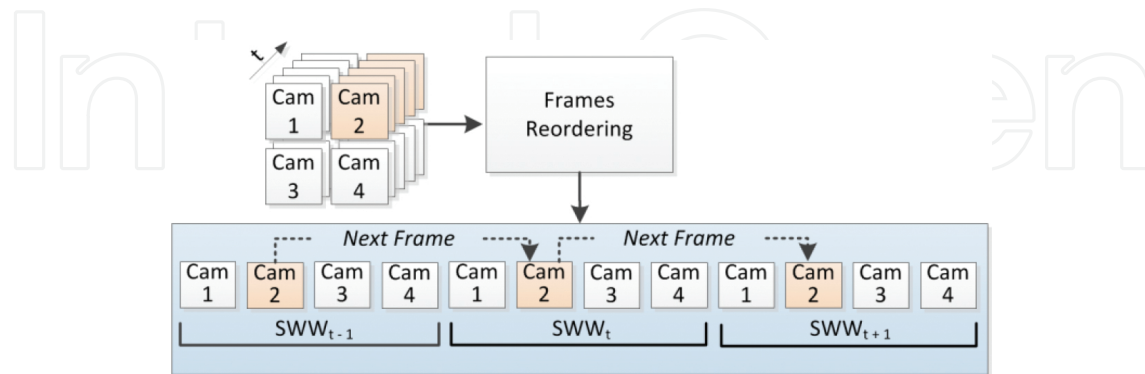 t
Cam 1
Cam 2
Cam 3
Cam 4
Frames
Reordering
Next Frame
Next Frame
Cam 1
Cam 2
Cam 3
Cam 4
Cam 1
Cam 2
Cam 3
Cam 4
Cam 1
Cam 2
Cam 3
Cam 4
SWWt - 1
SWWt
SWWt + 1